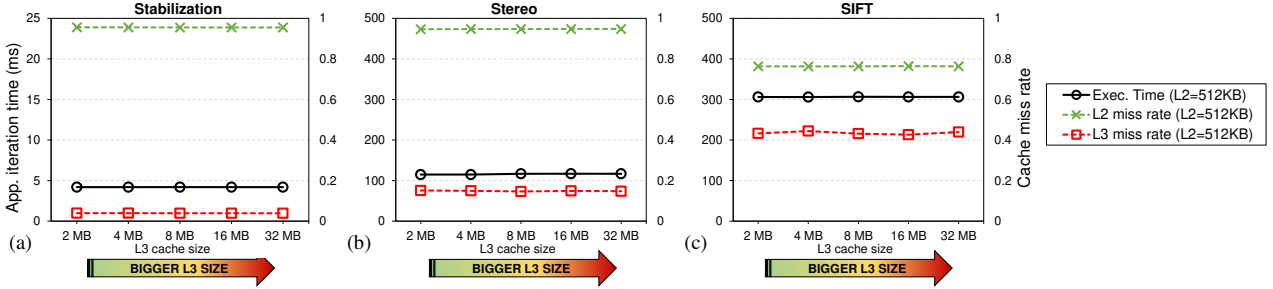 Stabilization
Stereo
SIFT
App. iteration time (ms)
25
20
15
10
5
0
1
0.8
0.6
0.4
0.2
0
2 MB 4 MB 8 MB 16 MB 32 MB
L3 cache size
(a)
BIGGER L3 SIZE
500
400
300
200
100
0
1
0.8
0.6
0.4
0.2
0
2 MB 4 MB 8 MB 16 MB 32 MB
L3 cache size
(b)
BIGGER L3 SIZE
500
400
300
200
100
0
1
0.8
0.6
0.4
0.2
0
Cache miss rate
2 MB 4 MB 8 MB 16 MB 32 MB
L3 cache size
(c)
BIGGER L3 SIZE
Exec. Time (L2=512KB)
L2 miss rate (L2=512KB)
L3 miss rate (L2=512KB)